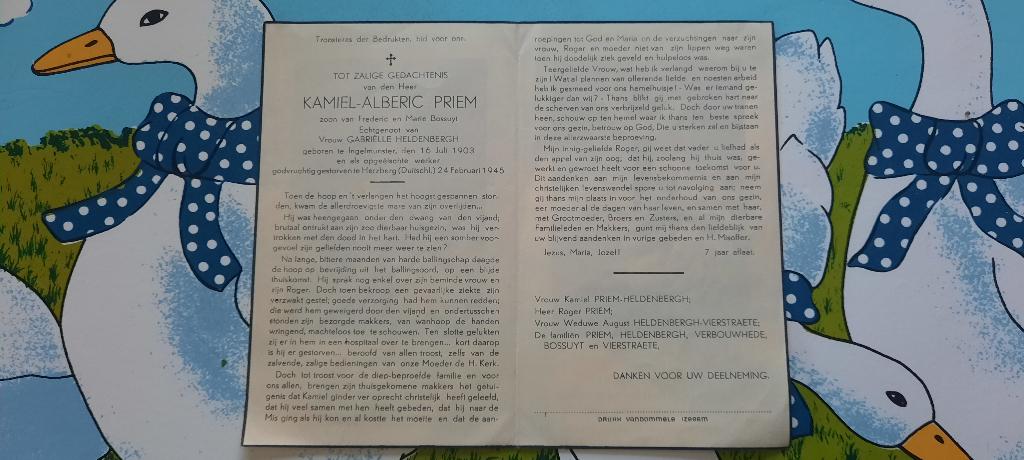 Troosteres der Bedrukten, bid voor ons.
TOT ZALIGE GEDACHTENIS
van den Heer
KAMIEL-ALBERIC PRIEM
zoon van Frederic en Marie Bossuyt
Echtgenoot van
Vrouw GABRIËLLE HELDENBERGH
geboren te Ingelmunster, den 16 Juli 1903
en als opgeëischte werker
godvruchtig gestorven te Herzberg (Duitschl.) 24 Februari 1945
Toen de hoop en 't verlangen het hoogst gespannen ston-
den, kwam de allerdroevigste mare van zijn overlijden...
Hij was heengegaan onder den dwang van den vijand;
brutaal ontrukt aan zijn zoo dierbaar huisgezin, was hij ver-
trokken met den dood in het hart. Had hij een somber voor-
gevoel zijn geliefden nooit meer weer te zien?
Na lange, bittere maanden van harde ballingschap daagde
de hoop op bevrijding uit het ballingsoord, op een blijde
thuiskomst. Hij sprak nog enkel over zijn beminde vrouw en
zijn Roger. Doch toen bekroop een gevaarlijke ziekte zijn
verzwakt gestel; goede verzorging had hem kunnen redden;
die werd hem geweigerd door den vijand en ondertusschen
stonden zijn bezorgde makkers, van wanhoop de handen
wringend, machteloos toe te schouwen. Ten slotte gelukten
zij er in hem in een hospitaal over te brengen... kort daarop
is hij er gestorven... beroofd van allen troost, zelfs van de
zalvende, zalige bedieningen van onze Moeder de H. Kerk.
Doch tot troost voor de diep-beproefde familie en voor
ons allen, brengen zijn thuisgekomene makkers het getui-
genis dat Kamiel ginder ver oprecht christelijk heeft geleefd,
dat hij veel samen met hen heeft gebeden, dat hij naar de
Mis ging als hij kon en al kostte het moeite en dat de aan-
roepingen tot God en Maria en de verzuchtingen naar zijn
vrouw, Roger en moeder niet van zijn lippen weg waren
toen hij doodelijk ziek geveld en hulpeloos was.
Teergeliefde Vrouw, wat heb ik verlangd weerom bij u te
zijn! Wat al plannen van offerende liefde en noesten arbeid
heb ik gesmeed voor ons hemelhuisje! - Was er iemand ge-
lukkiger dan wij? - Thans blikt gij met gebroken hart naar
de scherven van ons verbrijzeld geluk. Doch door uw tranen
heen, schouw op ten hemel waar ik thans ten beste spreek
voor ons gezin, betrouw op God, Die u sterken zal en bijstaan
in deze allerzwaarste beproeving.
Mijn innig-geliefde Roger, gij weet dat vader u liefhad als
den appel van zijn oog; dat hij, zoolang hij thuis was, ge-
werkt en gewroet heeft voor een schoone toekomst voor u.
Dit aandenken aan mijn levensbekommernis en aan mijn
christelijken levenswandel spore u tot navolging aan; neem
gij thans mijn plaats in voor het onderhoud van ons gezin,
eer moeder al de dagen van haar leven, en samen met haar,
met Grootmoeder, Broers en Zusters, en al mijn dierbare
Familieleden en Makkers, gunt mij thans den liefdeblijk van
uw blijvend aandenken in vurige gebeden en H. Misoffer.
Jezus, Maria, Jozef! 7 jaar aflaat.
Vrouw Kamiel PRIEM-HELDENBERGH;
Heer Roger PRIEM;
Vrouw Weduwe August HELDENBERGH-VIERSTRAETE;
De familiën PRIEM, HELDENBERGH, VERBOUWHEDE,
BOSSUYT en VIERSTRAETE,
DANKEN VOOR UW DEELNEMING.
DRUKK VANDOMMELE IZEGEM